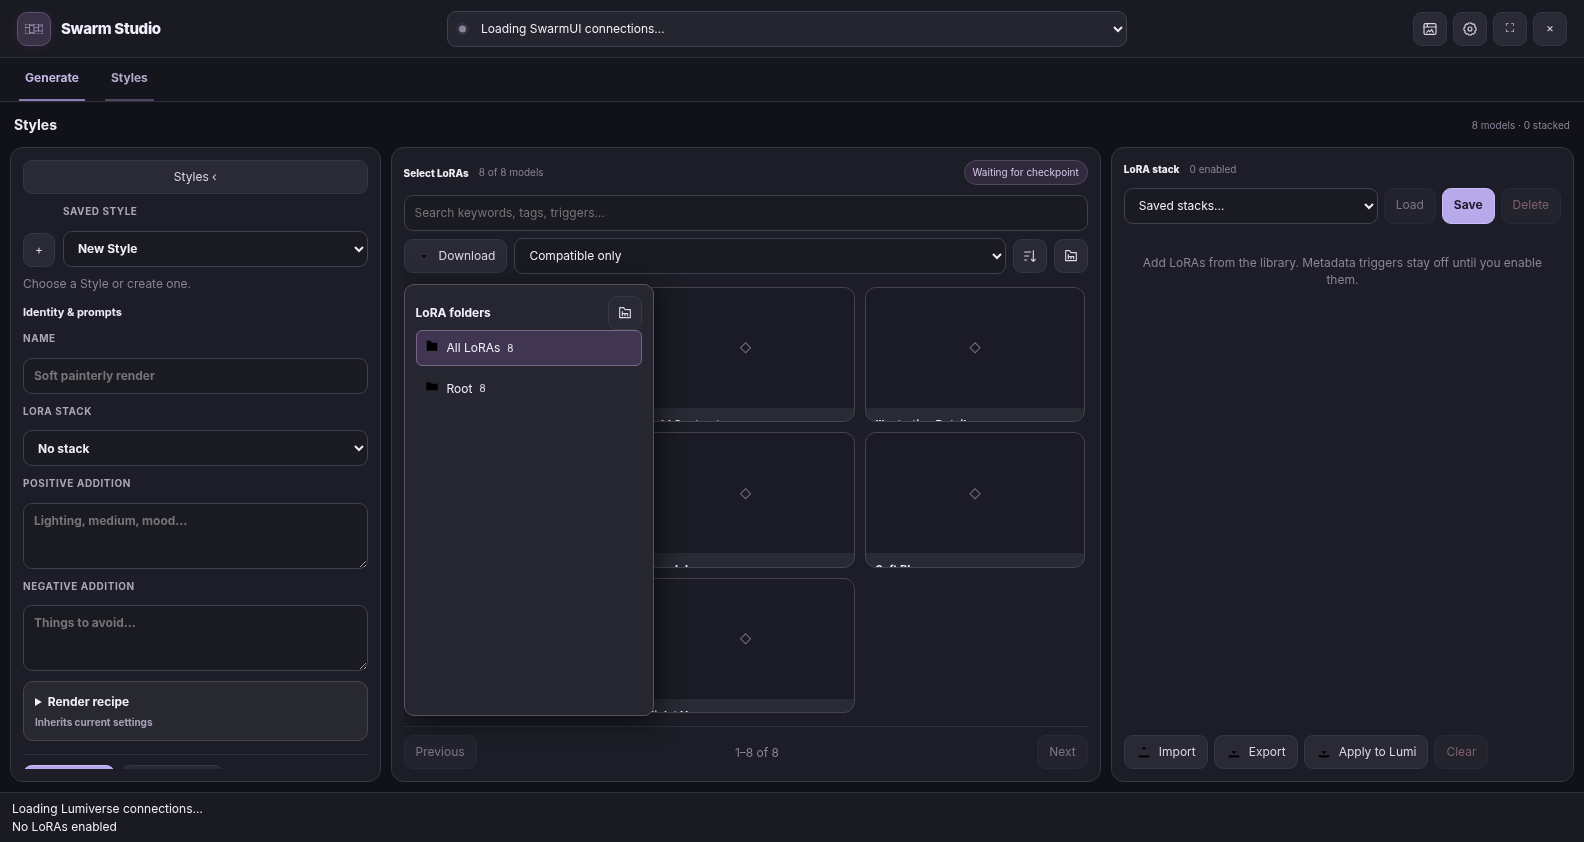 Swarm Studio
Loading SwarmUI connections...
Generate
Styles
Styles
8 models · 0 stacked
Styles ‹
SAVED STYLE
+
New Style
Choose a Style or create one.
Identity & prompts
NAME
Soft painterly render
LORA STACK
No stack
POSITIVE ADDITION
Lighting, medium, mood...
NEGATIVE ADDITION
Things to avoid...
Render recipe
Inherits current settings
Select LoRAs
8 of 8 models
Waiting for checkpoint
Search keywords, tags, triggers...
Download
Compatible only
LoRA folders
All LoRAs 8
Root 8
Previous
1–8 of 8
Next
LoRA stack
0 enabled
Saved stacks...
Load
Save
Delete
Add LoRAs from the library. Metadata triggers stay off until you enable
them.
Import
Export
Apply to Lumi
Clear
Loading Lumiverse connections...
No LoRAs enabled